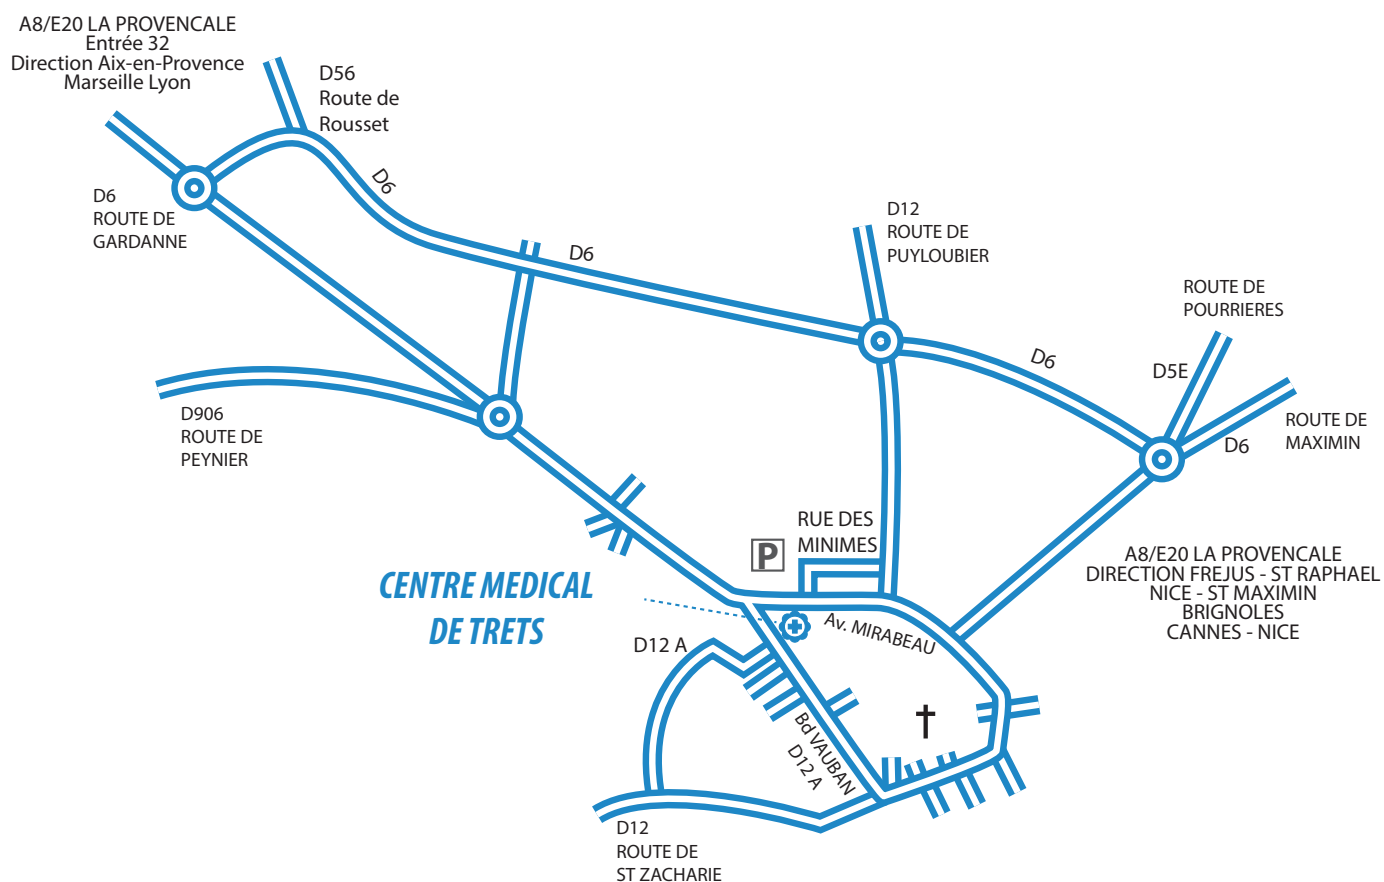 A8/E20 LA PROVENCALE
Entrée 32
Direction Aix-en-Provence
Marseille Lyon
D56
Route de
Rousset
D6
D6
ROUTE DE
GARDANNE
D6
D12
ROUTE DE
PUYLOUBIER
ROUTE DE
POURRIERES
D6
D5E
D906
ROUTE DE
PEYNIER
ROUTE DE
MAXIMIN
D6
RUE DES
MINIMES
P
A8/E20 LA PROVENCALE
DIRECTION FREJUS - ST RAPHAEL
NICE - ST MAXIMIN
BRIGNOLES
CANNES - NICE
CENTRE MEDICAL
DE TRETS
Av. MIRABEAU
D12 A
Bd VAUBAN
D12 A
D12
ROUTE DE
ST ZACHARIE